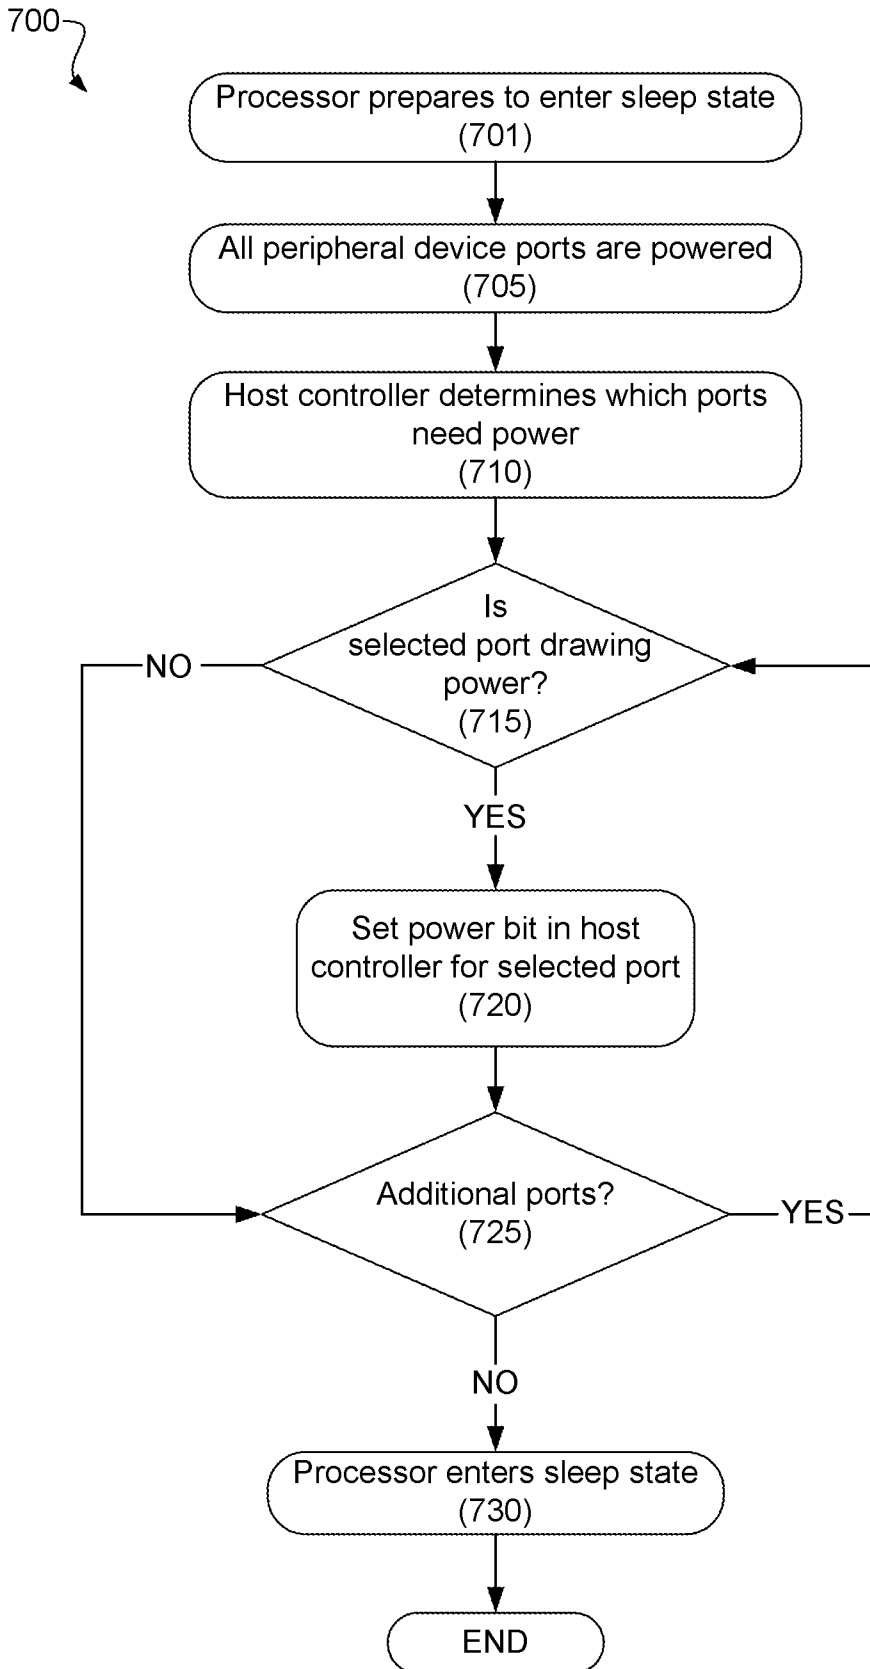 700
Processor prepares to enter sleep state
(701)
All peripheral device ports are powered
(705)
Host controller determines which ports
need power
(710)
Is
selected port drawing
power?
(715)
NO
YES
Set power bit in host
controller for selected port
(720)
Additional ports?
(725)
YES
NO
Processor enters sleep state
(730)
END